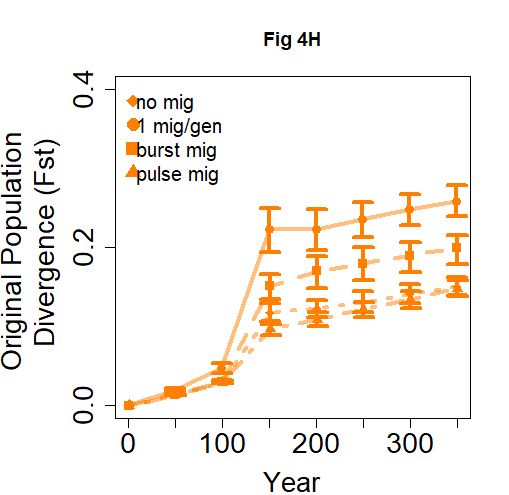 Fig 4H
Original Population
Divergence (Fst)
0.4
0.2
0.0
no mig
1 mig/gen
burst mig
pulse mig
0 100 200 300
Year